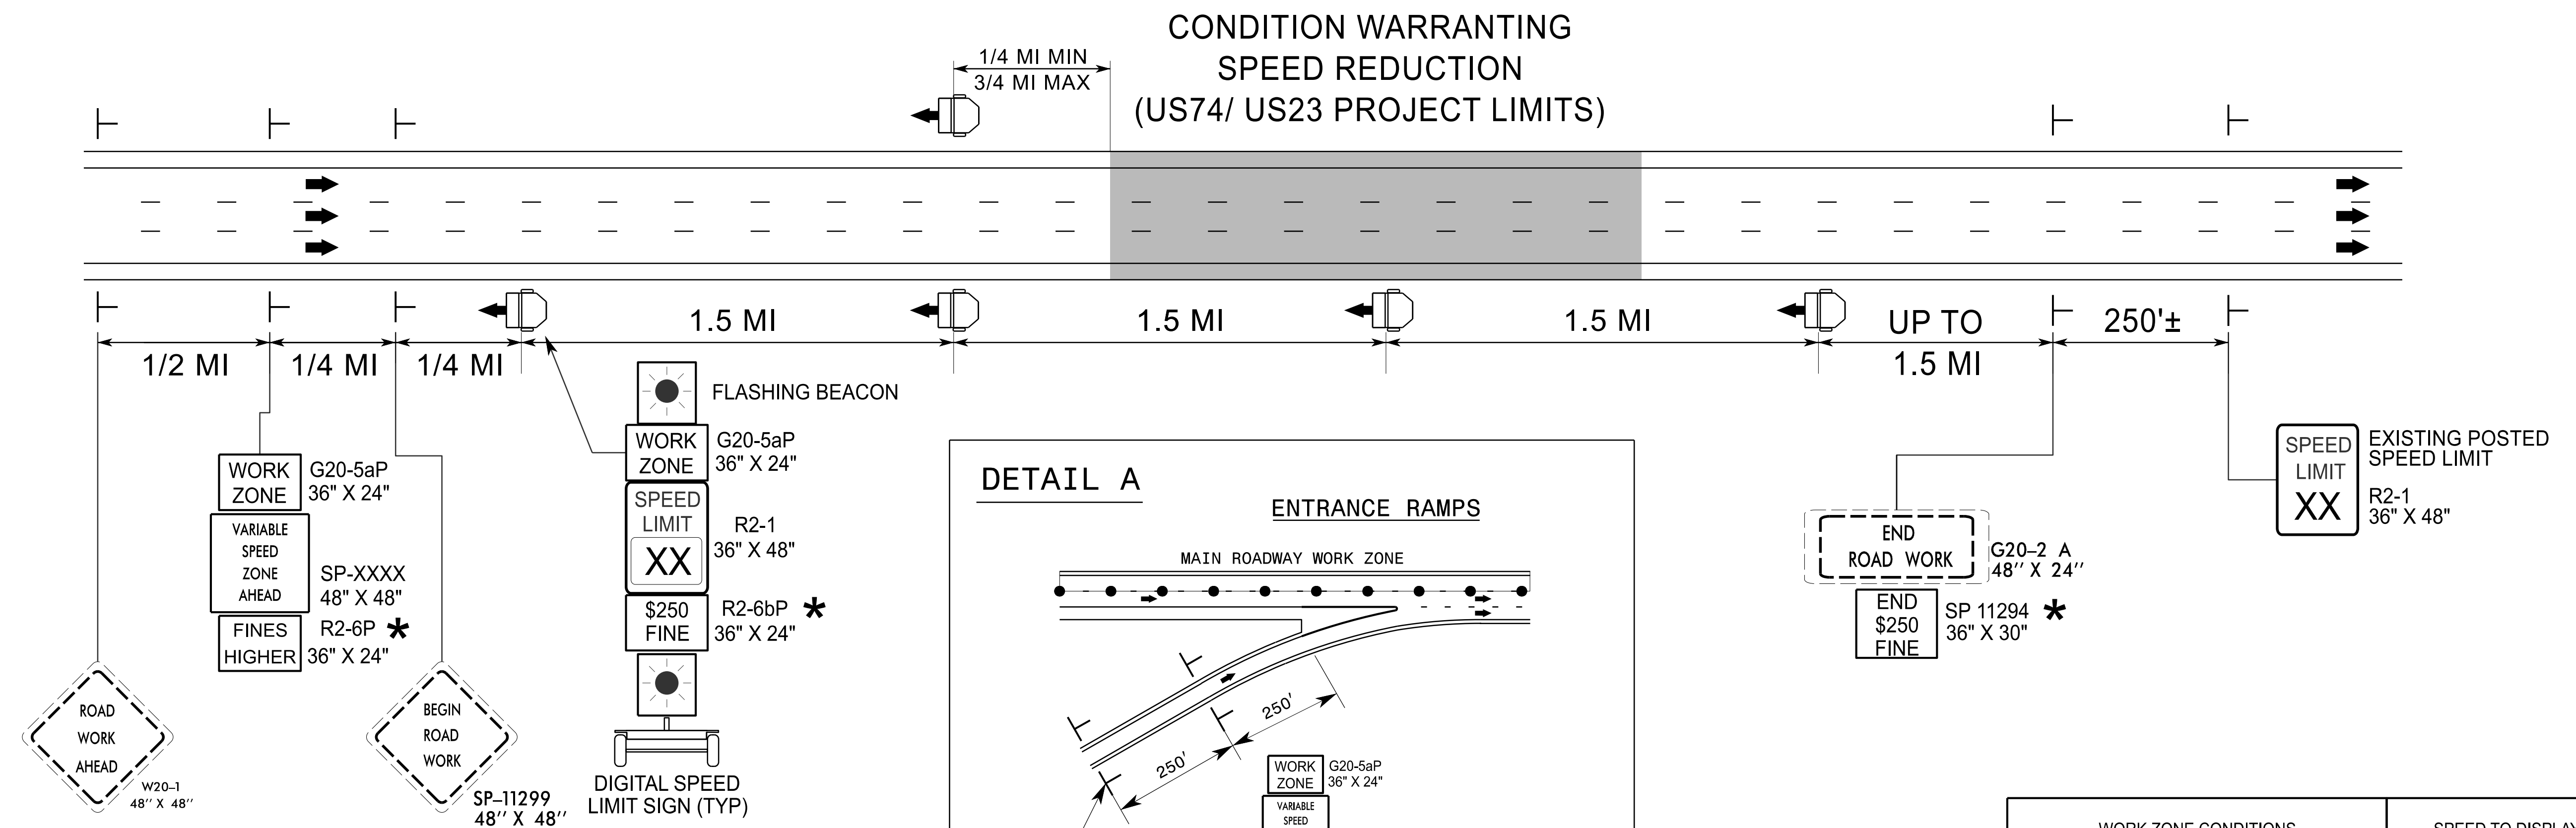 CONDITION WARRANTING
SPEED REDUCTION
(US74/ US23 PROJECT LIMITS)
1/4 MI MIN
3/4 MI MAX
1/2 MI
1/4 MI
1/4 MI
1.5 MI
1.5 MI
1.5 MI
UP TO
1.5 MI
250'±
ROAD
WORK
AHEAD
W20-1
48'' X 48''
WORK
ZONE
G20-5aP
36" X 24"
VARIABLE
SPEED
ZONE
AHEAD
SP-XXXX
48" X 48"
FINES
HIGHER
R2-6P *
36" X 24"
BEGIN
ROAD
WORK
SP-11299
48'' X 48''
FLASHING BEACON
WORK
ZONE
G20-5aP
36" X 24"
SPEED
LIMIT
XX
R2-1
36" X 48"
$250
FINE
R2-6bP *
36" X 24"
DIGITAL SPEED
LIMIT SIGN (TYP)
DETAIL A
ENTRANCE RAMPS
MAIN ROADWAY WORK ZONE
250'
250'
WORK
ZONE
G20-5aP
36" X 24"
VARIABLE
SPEED
END
ROAD WORK
G20-2 A
48'' X 24''
END
$250
FINE
SP 11294 *
36" X 30"
SPEED
LIMIT
XX
EXISTING POSTED
SPEED LIMIT
R2-1
36" X 48"
WORK ZONE CONDITIONS
SPEED TO DISPLAY